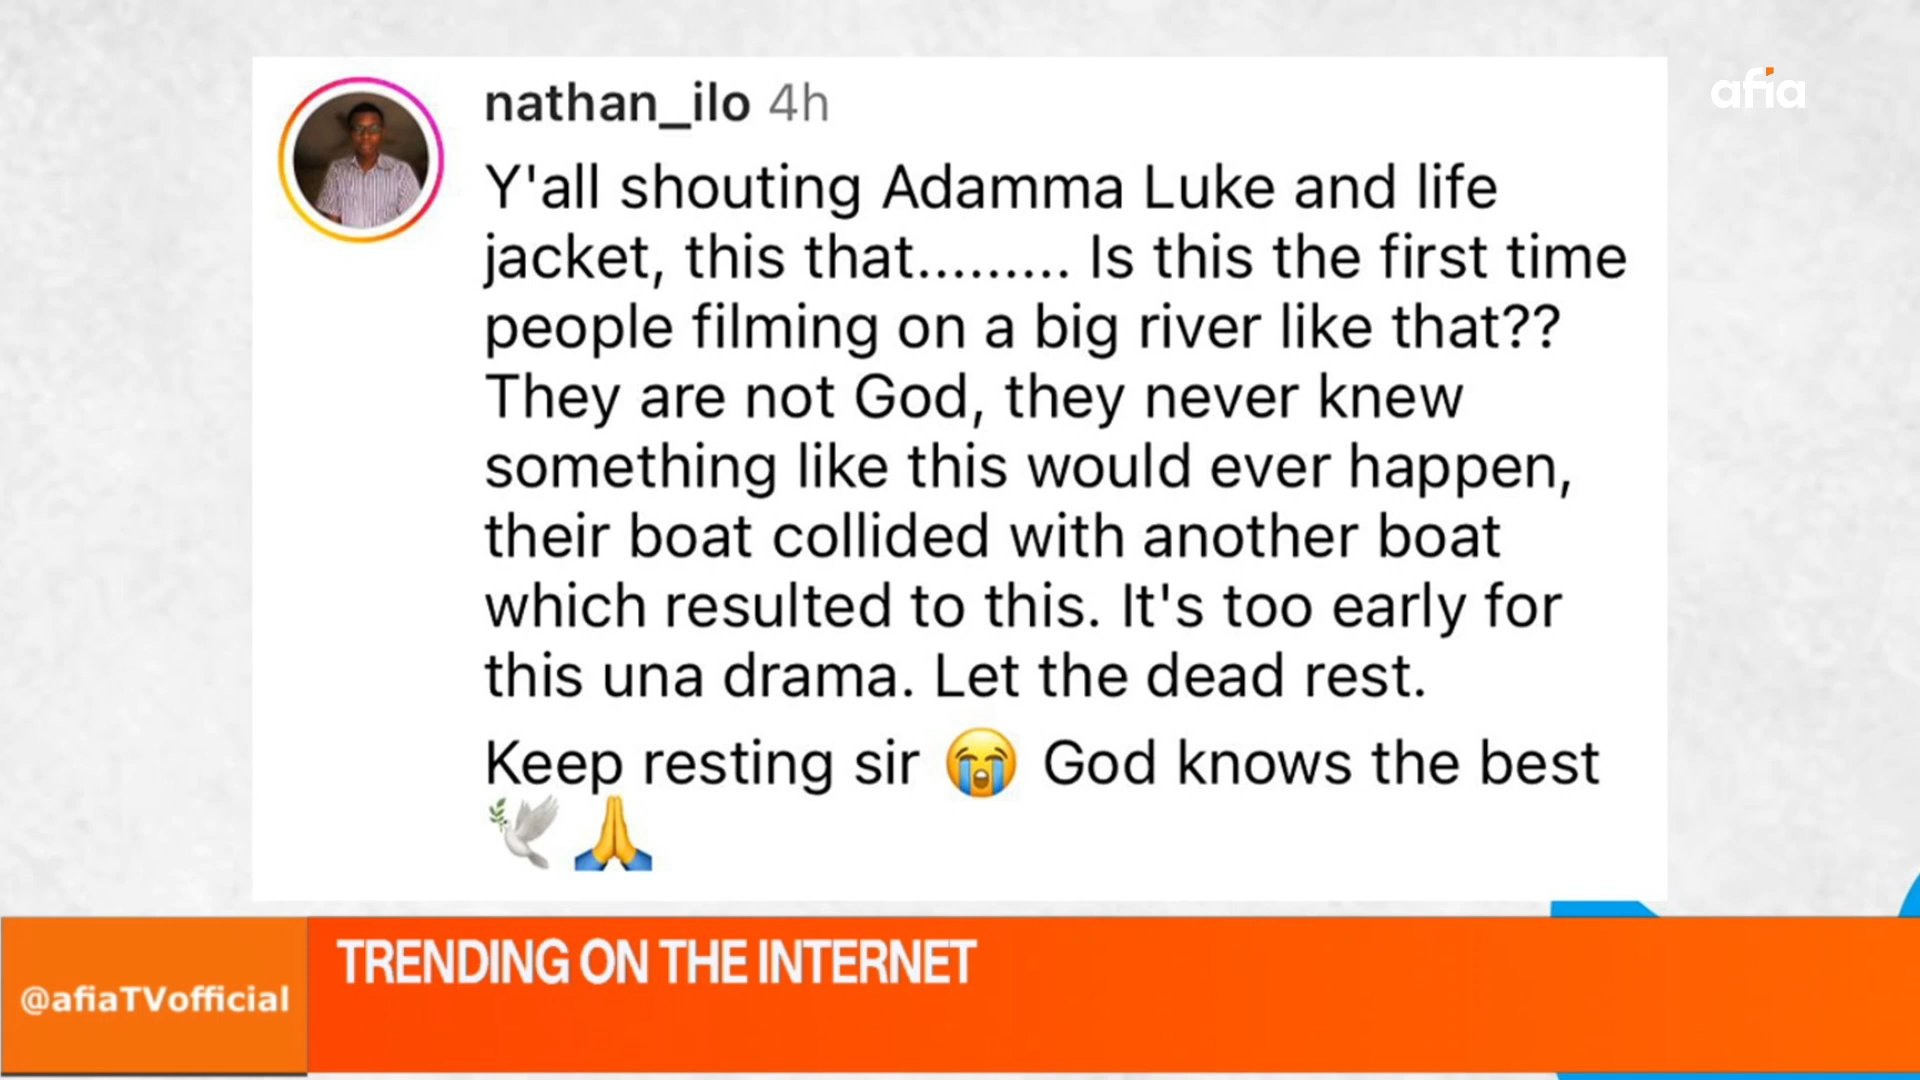 nathan_ilo 4h
afia
Y'all shouting Adamma Luke and life
jacket, this that......... Is this the first time
people filming on a big river like that??
They are not God, they never knew
something like this would ever happen,
their boat collided with another boat
which resulted to this. It's too early for
this una drama. Let the dead rest.
Keep resting sir 😭 God knows the best
🕊️ 🙏
TRENDING ON THE INTERNET
@afiaTVofficial